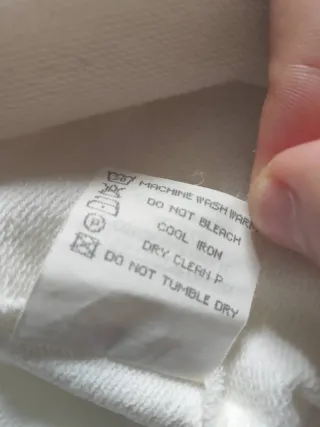 MACHINE WASH WARM
DO NOT BLEACH
COOL IRON
DRY CLEAN P
DO NOT TUMBLE DRY